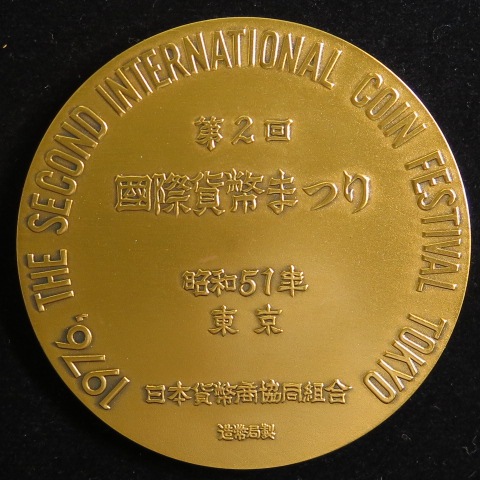 1976. THE SECOND INTERNATIONAL COIN FESTIVAL TOKYO
第2回
國際貨幣まつり
昭和51年
東京
日本貨幣商協同組合
造幣局製